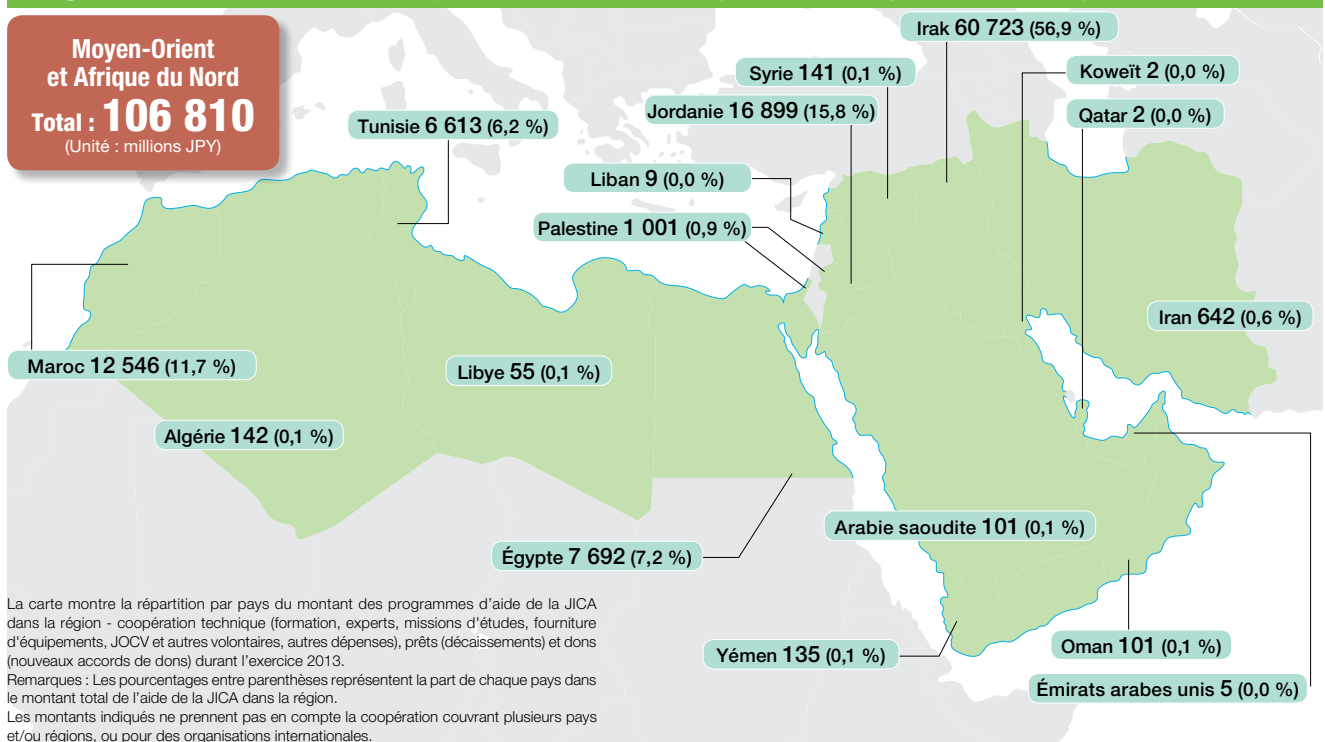 Moyen-Orient
et Afrique du Nord
Total : 106 810
(Unité : millions JPY)
Irak 60 723 (56,9 %)
Syrie 141 (0,1 %)
Koweït 2 (0,0 %)
Jordanie 16 899 (15,8 %)
Qatar 2 (0,0 %)
Tunisie 6 613 (6,2 %)
Liban 9 (0,0 %)
Palestine 1 001 (0,9 %)
Iran 642 (0,6 %)
Maroc 12 546 (11,7 %)
Libye 55 (0,1 %)
Algérie 142 (0,1 %)
Arabie saoudite 101 (0,1 %)
Égypte 7 692 (7,2 %)
Yémen 135 (0,1 %)
Oman 101 (0,1 %)
Émirats arabes unis 5 (0,0 %)
La carte montre la répartition par pays du montant des programmes d'aide de la JICA
dans la région - coopération technique (formation, experts, missions d'études, fourniture
d'équipements, JOCV et autres volontaires, autres dépenses), prêts (décaissements) et dons
(nouveaux accords de dons) durant l'exercice 2013.
Remarques : Les pourcentages entre parenthèses représentent la part de chaque pays dans
le montant total de l'aide de la JICA dans la région.
Les montants indiqués ne prennent pas en compte la coopération couvrant plusieurs pays
et/ou régions, ou pour des organisations internationales.